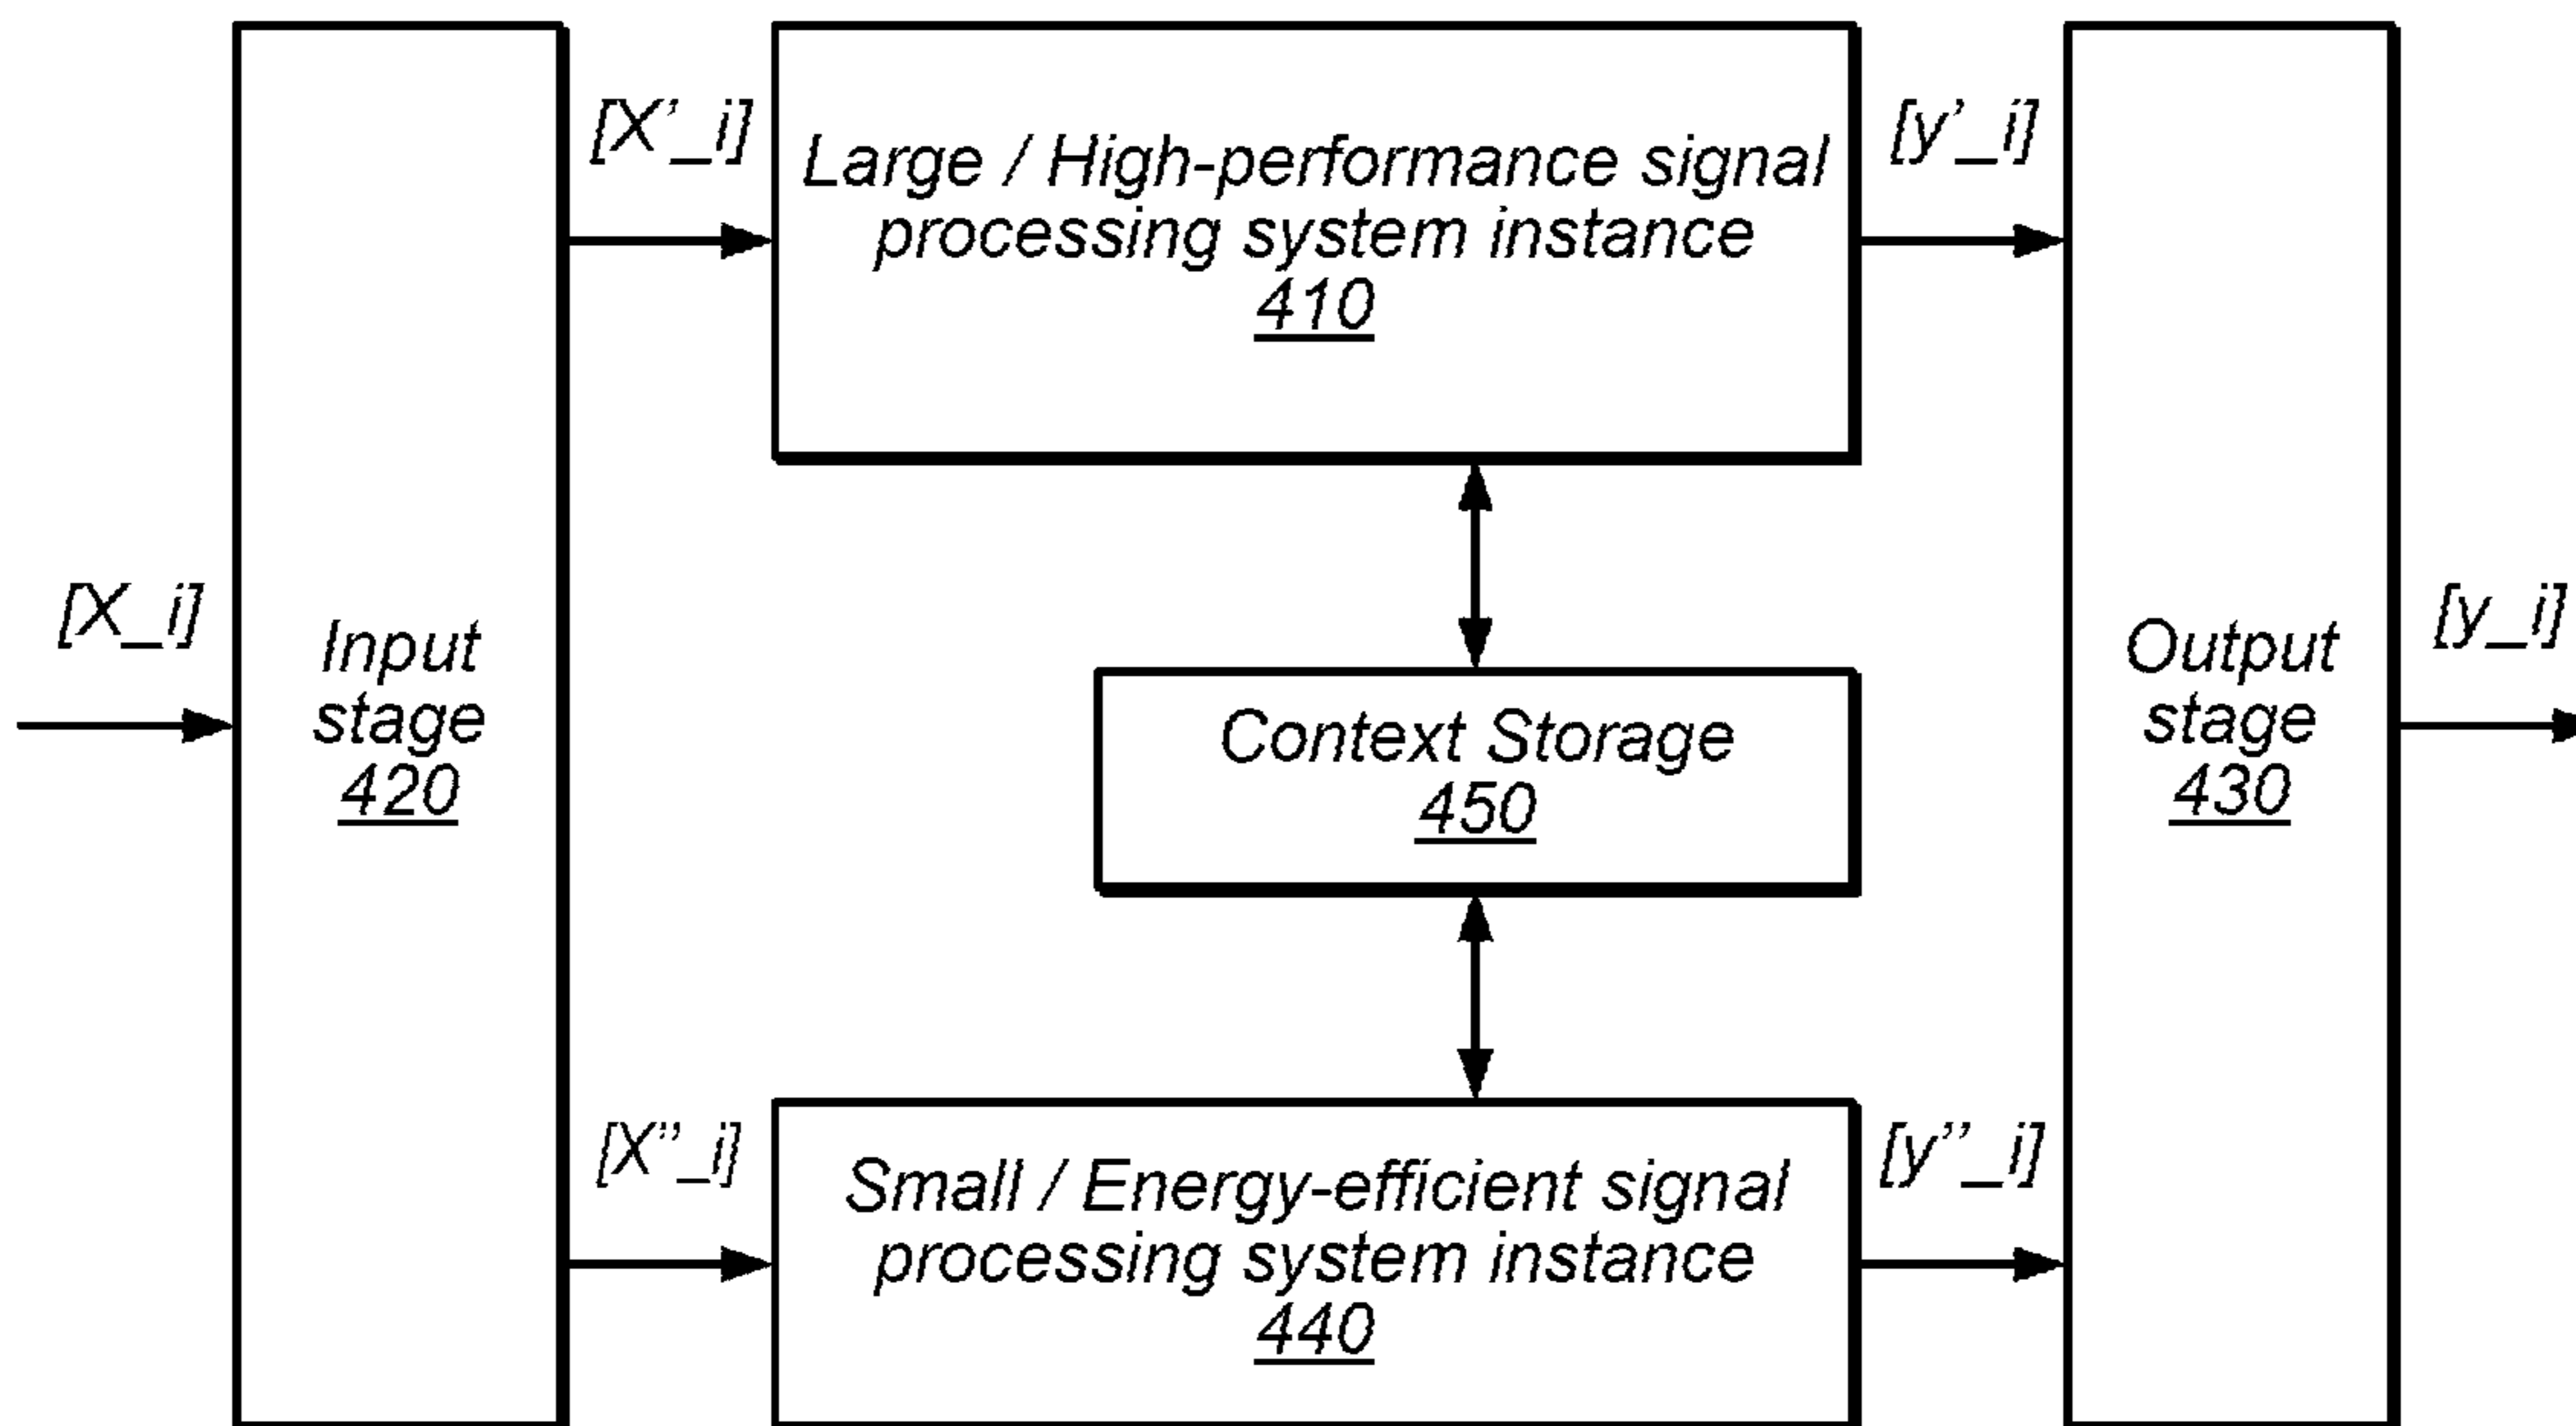 [X_i]
Input
stage
420
[X’_i]
Large / High-performance signal
processing system instance
410
[y’_i]
Context Storage
450
[X’’_i]
Small / Energy-efficient signal
processing system instance
440
[y’’_i]
Output
stage
430
[y_i]